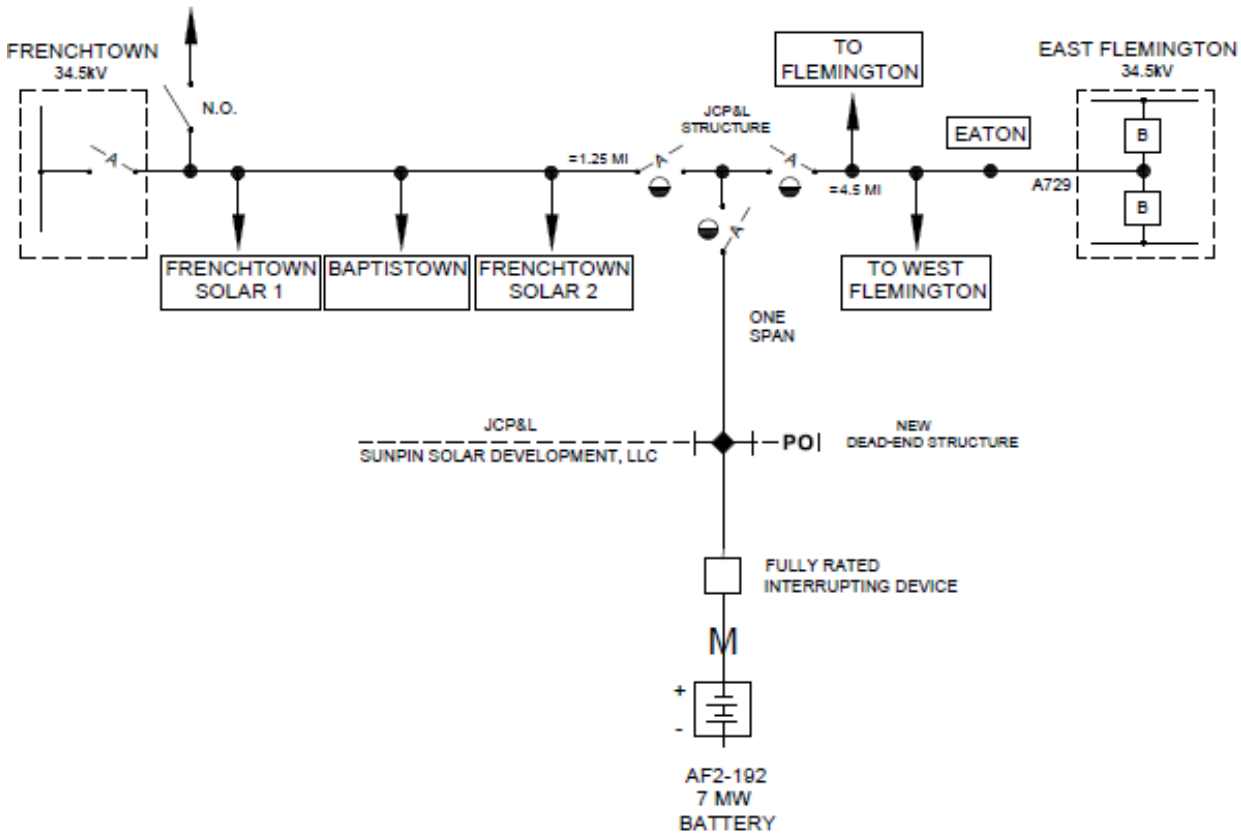 FRENCHTOWN
34.5kV
A
N.O.
FRENCHTOWN
SOLAR 1
BAPTISTOWN
FRENCHTOWN
SOLAR 2
=1.25 MI
JCP&L
STRUCTURE
A
A
A
=4.5 MI
TO
FLEMINGTON
EATON
TO WEST
FLEMINGTON
A729
EAST FLEMINGTON
34.5kV
B
B
ONE
SPAN
JCP&L
SUNPIN SOLAR DEVELOPMENT, LLC
POI
NEW
DEAD-END STRUCTURE
FULLY RATED
INTERRUPTING DEVICE
M
+
-
AF2-192
7 MW
BATTERY